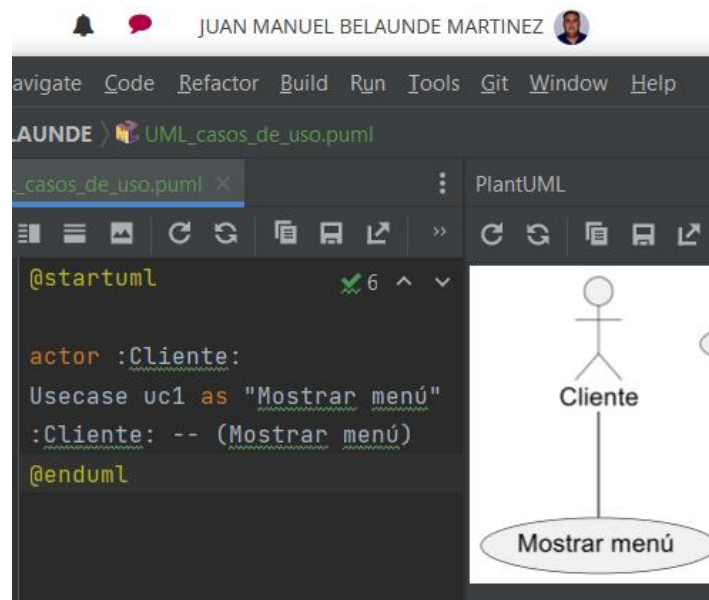 JUAN MANUEL BELAUNDE MARTINEZ
avigate Code Refactor Build Run Tools Git Window Help
AUNDE UML_casos_de_uso.puml
_casos_de_uso.puml
PlantUML
@startuml
6
actor :Cliente:
Usecase uc1 as "Mostrar menú"
:Cliente: -- (Mostrar menú)
@enduml
Cliente
Mostrar menú